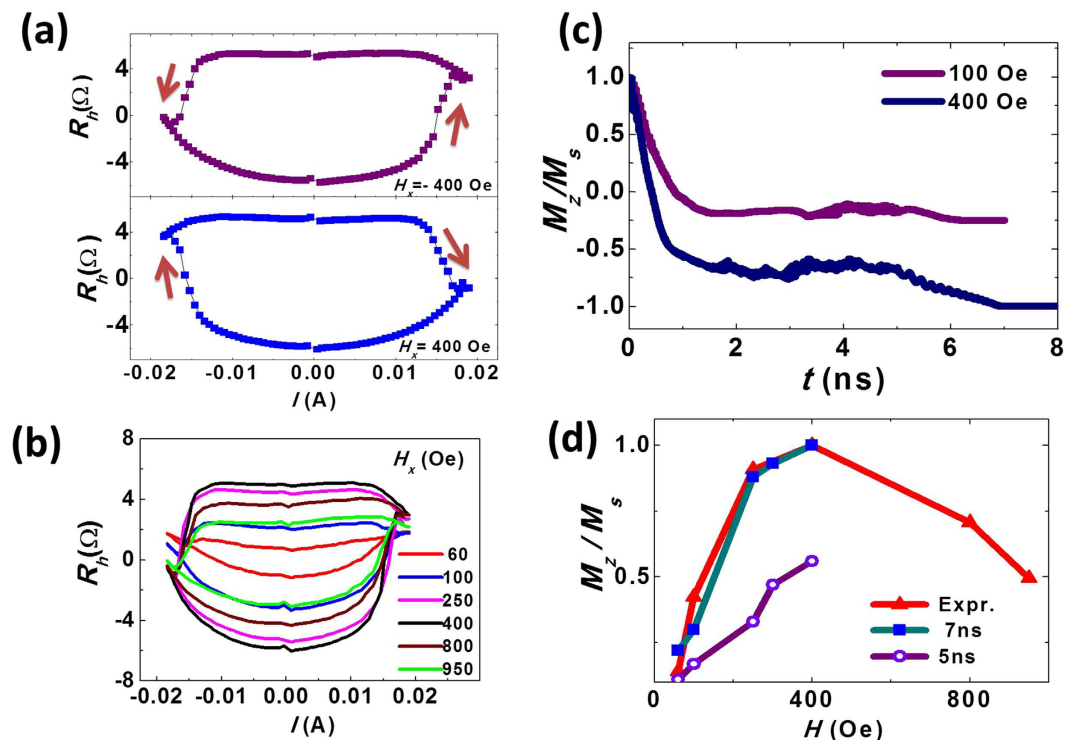 (a)
4
0
-4
R_h(Ω)
H_x=- 400 Oe
4
0
-4
R_h(Ω)
H_x= 400 Oe
-0.02 -0.01 0.00 0.01 0.02
I (A)
(b)
8
4
0
-4
-8
R_h(Ω)
H_x (Oe)
60
100
250
400
800
950
-0.02 -0.01 0.00 0.01 0.02
I (A)
(c)
1.0
0.5
0.0
-0.5
-1.0
M_z/M_s
100 Oe
400 Oe
0 2 4 6 8
t (ns)
(d)
1.0
0.5
M_z / M_s
Expr.
7ns
5ns
0 400 800
H (Oe)